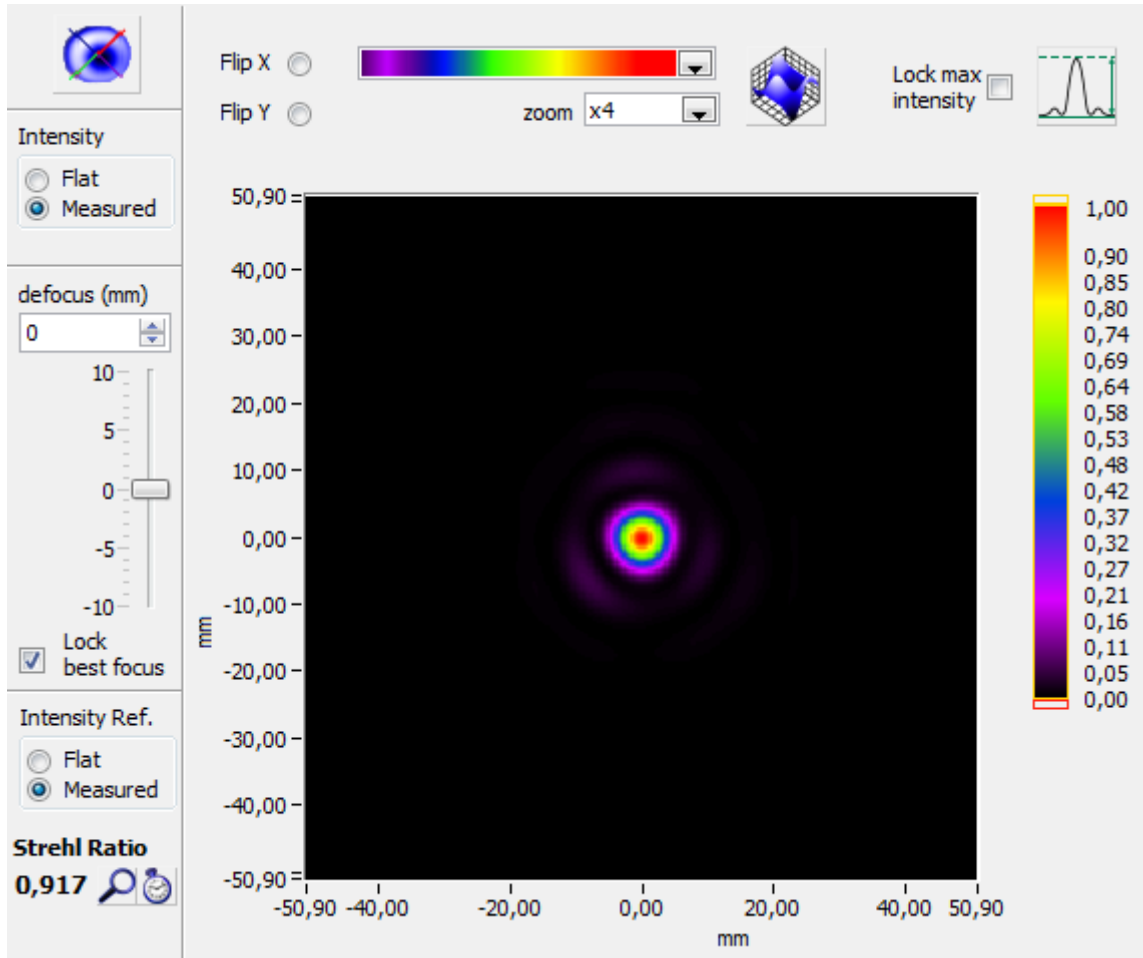 Flip X
Flip Y
zoom x4
Lock max
intensity
Intensity
Flat
Measured
defocus (mm)
0
10
5
0
-5
-10
Lock
best focus
Intensity Ref.
Flat
Measured
Strehl Ratio
0,917
50,90
40,00
30,00
20,00
10,00
0,00
-10,00
-20,00
-30,00
-40,00
-50,90
mm
-50,90 -40,00 -20,00 0,00 20,00 40,00 50,90
mm
1,00
0,90
0,85
0,80
0,74
0,69
0,64
0,58
0,53
0,48
0,42
0,37
0,32
0,27
0,21
0,16
0,11
0,05
0,00